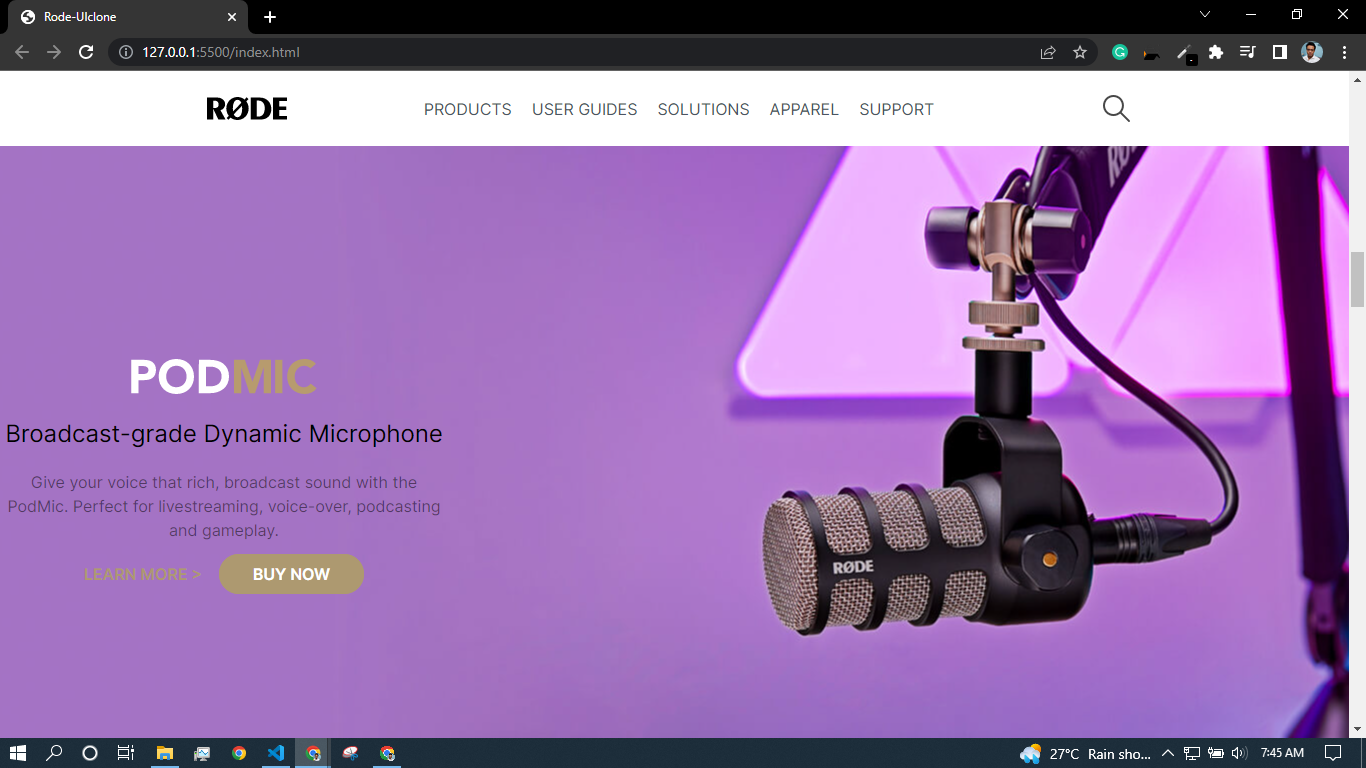 Rode-UIclone
127.0.0.1:5500/index.html
RØDE
PRODUCTS USER GUIDES SOLUTIONS APPAREL SUPPORT
RØDE
PODMIC
Broadcast-grade Dynamic Microphone
Give your voice that rich, broadcast sound with the
PodMic. Perfect for livestreaming, voice-over, podcasting
and gameplay.
LEARN MORE >
BUY NOW
RØDE
27°C Rain sho...
7:45 AM